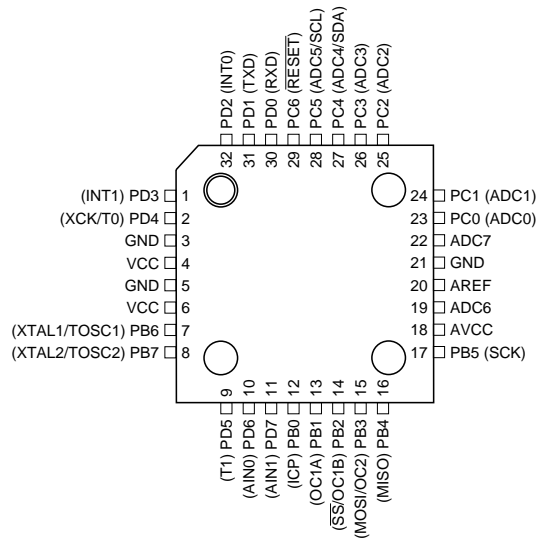 PD2 (INT0)
PD1 (TXD)
PD0 (RXD)
PC6 (RESET)
PC5 (ADC5/SCL)
PC4 (ADC4/SDA)
PC3 (ADC3)
PC2 (ADC2)
32
31
30
29
28
27
26
25
(INT1) PD3 1
(XCK/T0) PD4 2
GND 3
VCC 4
GND 5
VCC 6
(XTAL1/TOSC1) PB6 7
(XTAL2/TOSC2) PB7 8
24 PC1 (ADC1)
23 PC0 (ADC0)
22 ADC7
21 GND
20 AREF
19 ADC6
18 AVCC
17 PB5 (SCK)
9
10
11
12
13
14
15
16
(T1) PD5
(AIN0) PD6
(AIN1) PD7
(ICP) PB0
(OC1A) PB1
(SS/OC1B) PB2
(MOSI/OC2) PB3
(MISO) PB4